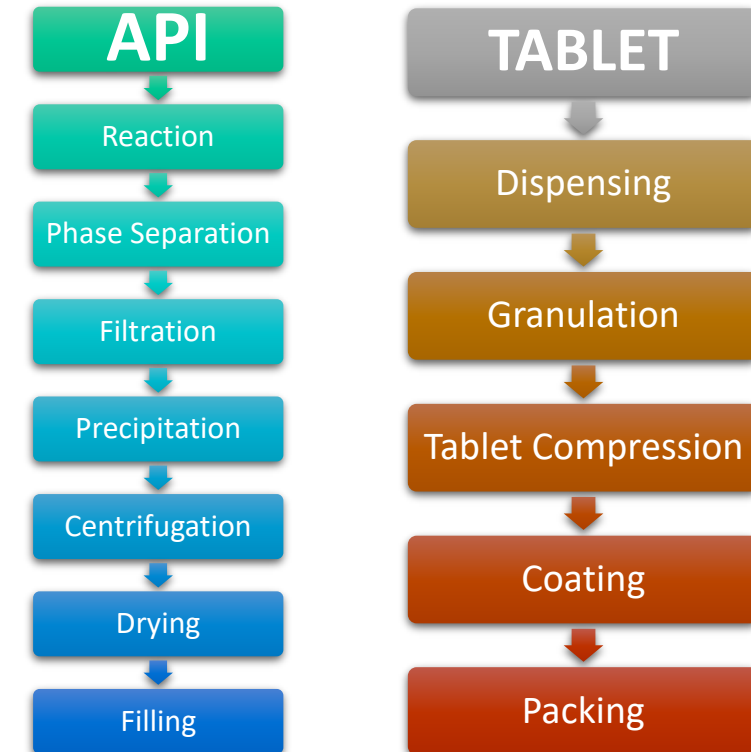 API
Reaction
Phase Separation
Filtration
Precipitation
Centrifugation
Drying
Filling
TABLET
Dispensing
Granulation
Tablet Compression
Coating
Packing